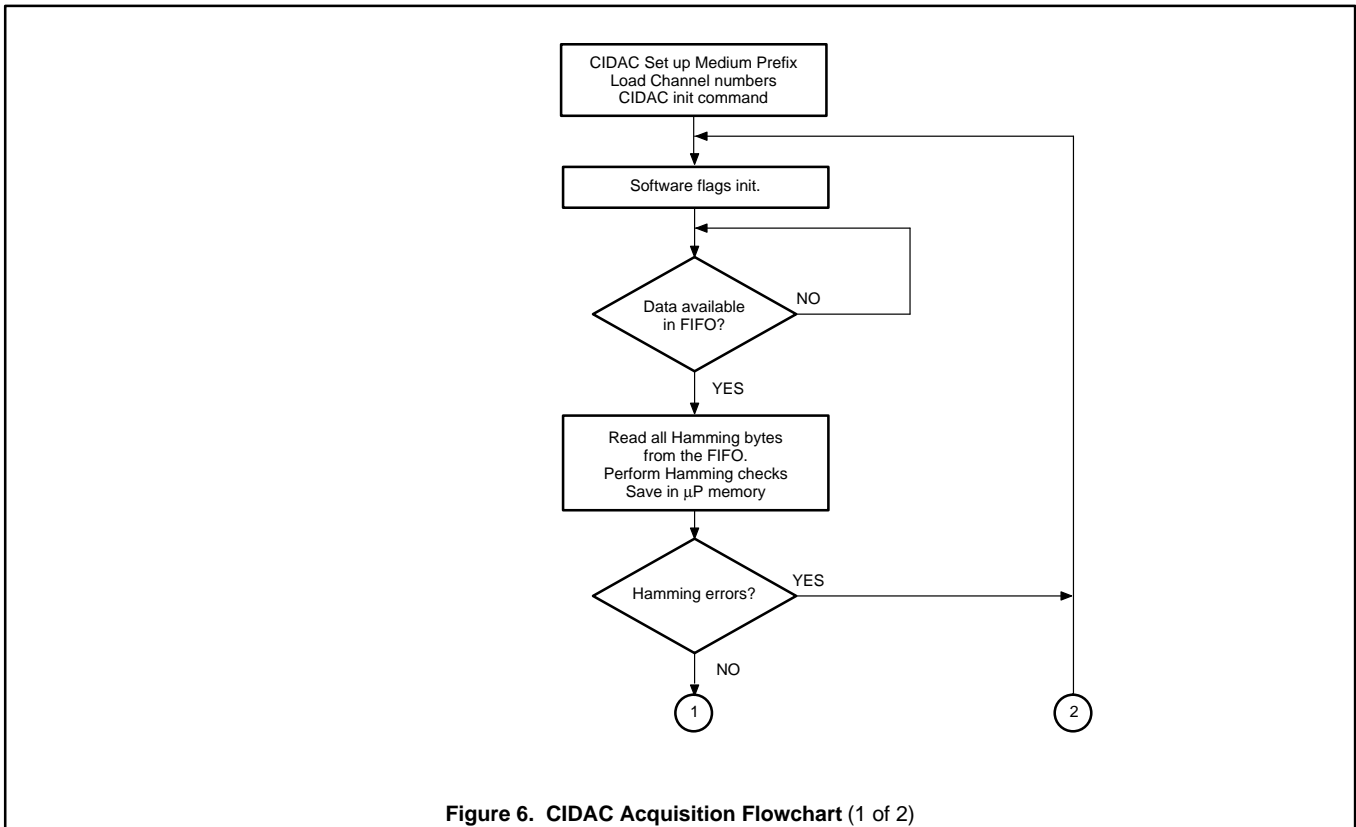 CIDAC Set up Medium Prefix
Load Channel numbers
CIDAC init command
Software flags init.
Data available
in FIFO?
NO
YES
Read all Hamming bytes
from the FIFO.
Perform Hamming checks
Save in μP memory
Hamming errors?
YES
NO
1
2
Figure 6. CIDAC Acquisition Flowchart (1 of 2)